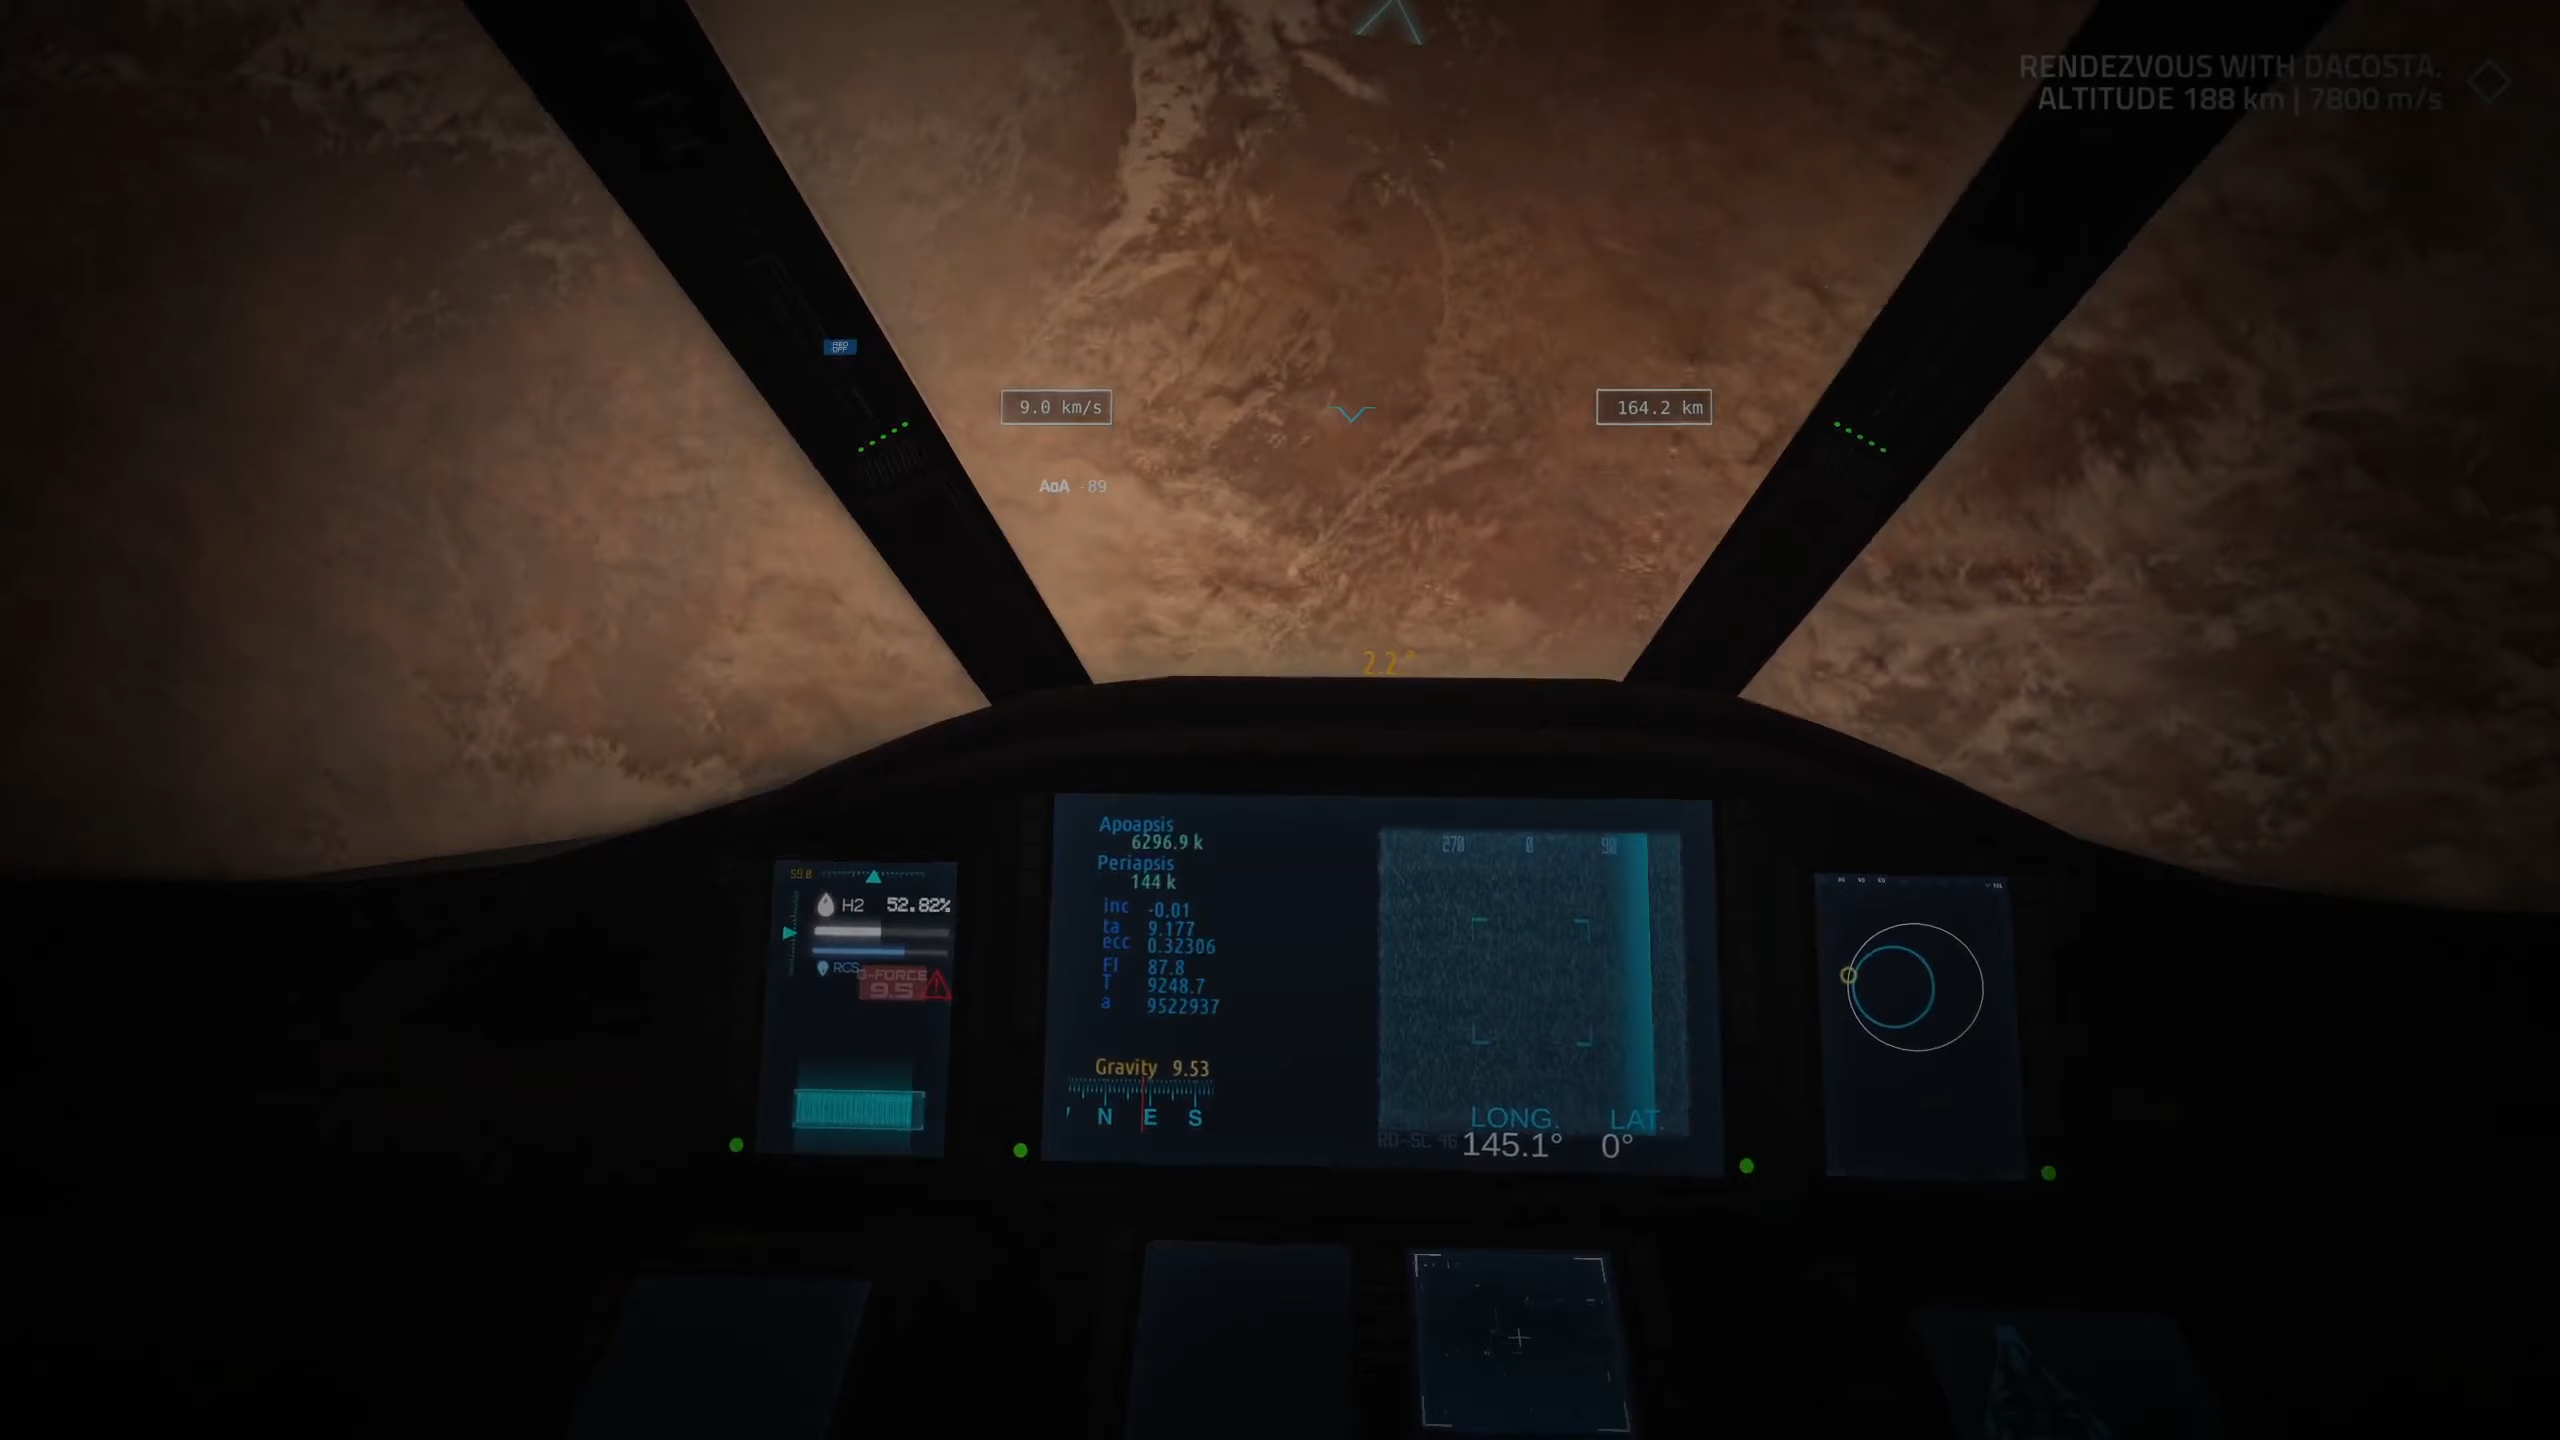 RENDEZVOUS WITH DACOSTA.
ALTITUDE 188 km | 7800 m/s
9.0 km/s
164.2 km
AoA -89
2.2°
Apoapsis
6296.9 k
Periapsis
144 k
inc -0.01
ta 9.177
ecc 0.32306
T 9248.7
a 9522937
Gravity 9.53
N E S
270 0 90
LONG. LAT.
145.1° 0°
H2 52.82%
RCS
G-FORCE
9.5
87.8
OFF